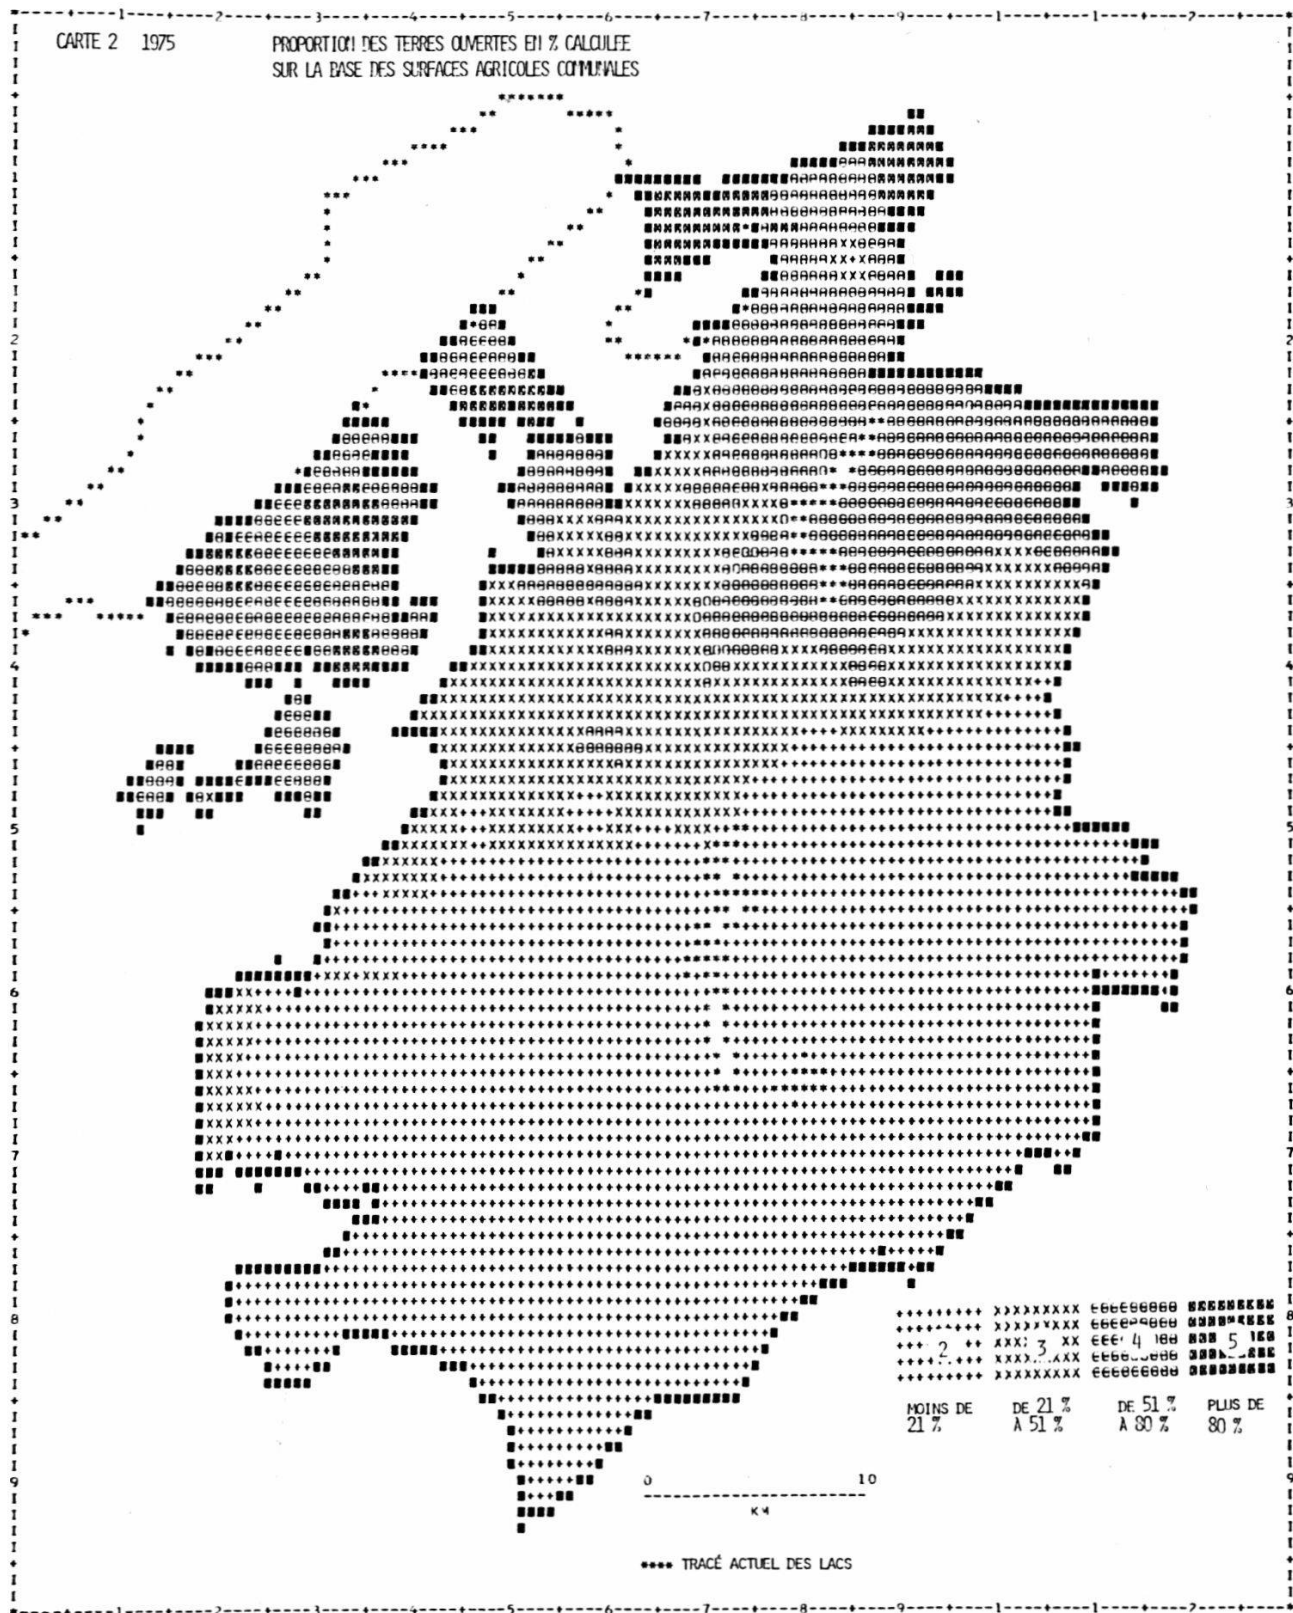 CARTE 2 1975
PROPORTION DES TERRES OUVERTES EN % CALCULEE
SUR LA BASE DES SURFACES AGRICOLES COMMUNALES
2 3 4 5
MOINS DE 21 %
DE 21 % À 51 %
DE 51 % À 80 %
PLUS DE 80 %
0 10
KM
**** TRACÉ ACTUEL DES LACS